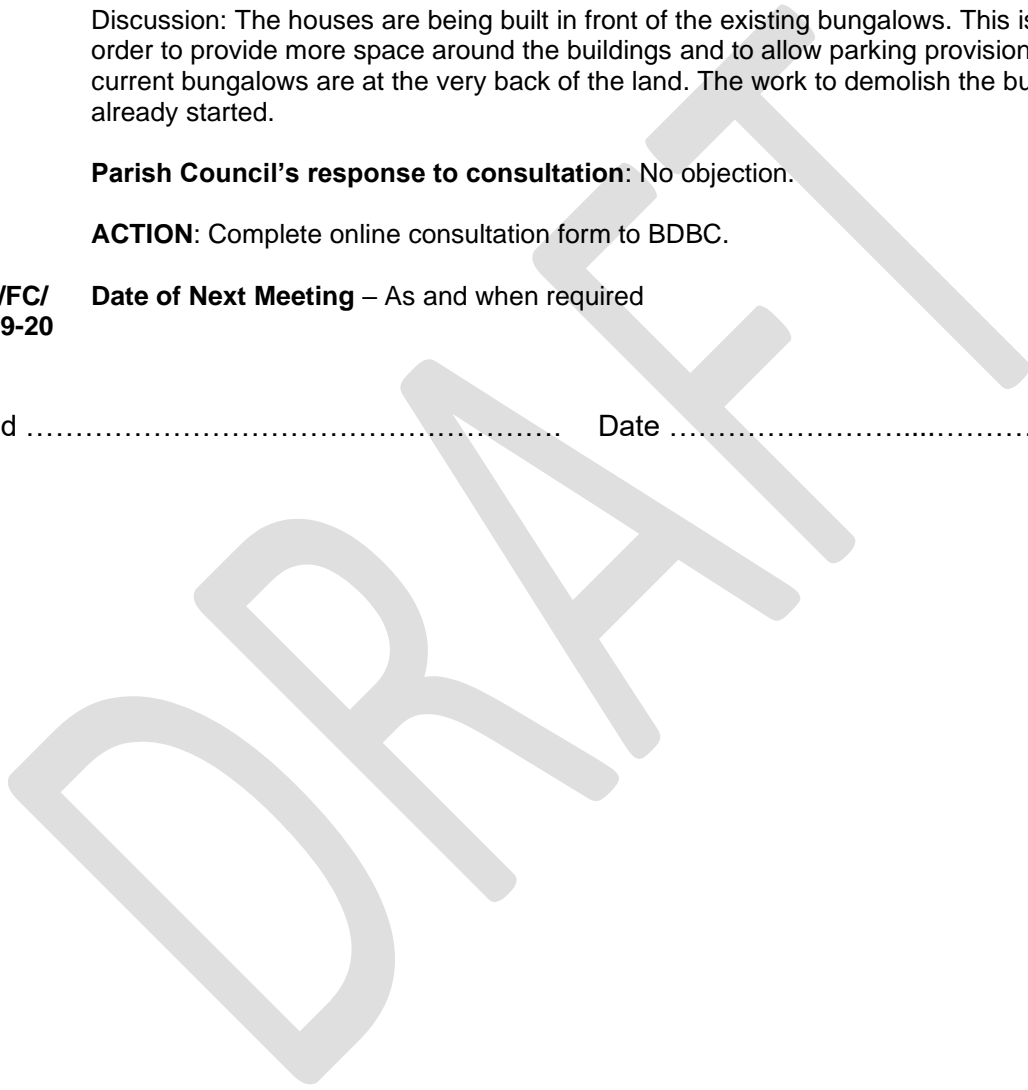 Discussion: The houses are being built in front of the existing bungalows. This is
order to provide more space around the buildings and to allow parking provision
current bungalows are at the very back of the land. The work to demolish the bu
already started.
Parish Council’s response to consultation: No objection.
ACTION: Complete online consultation form to BDBC.
/FC/ Date of Next Meeting – As and when required
9-20
d ………………………………………………. Date ……………………...………
DRAFT